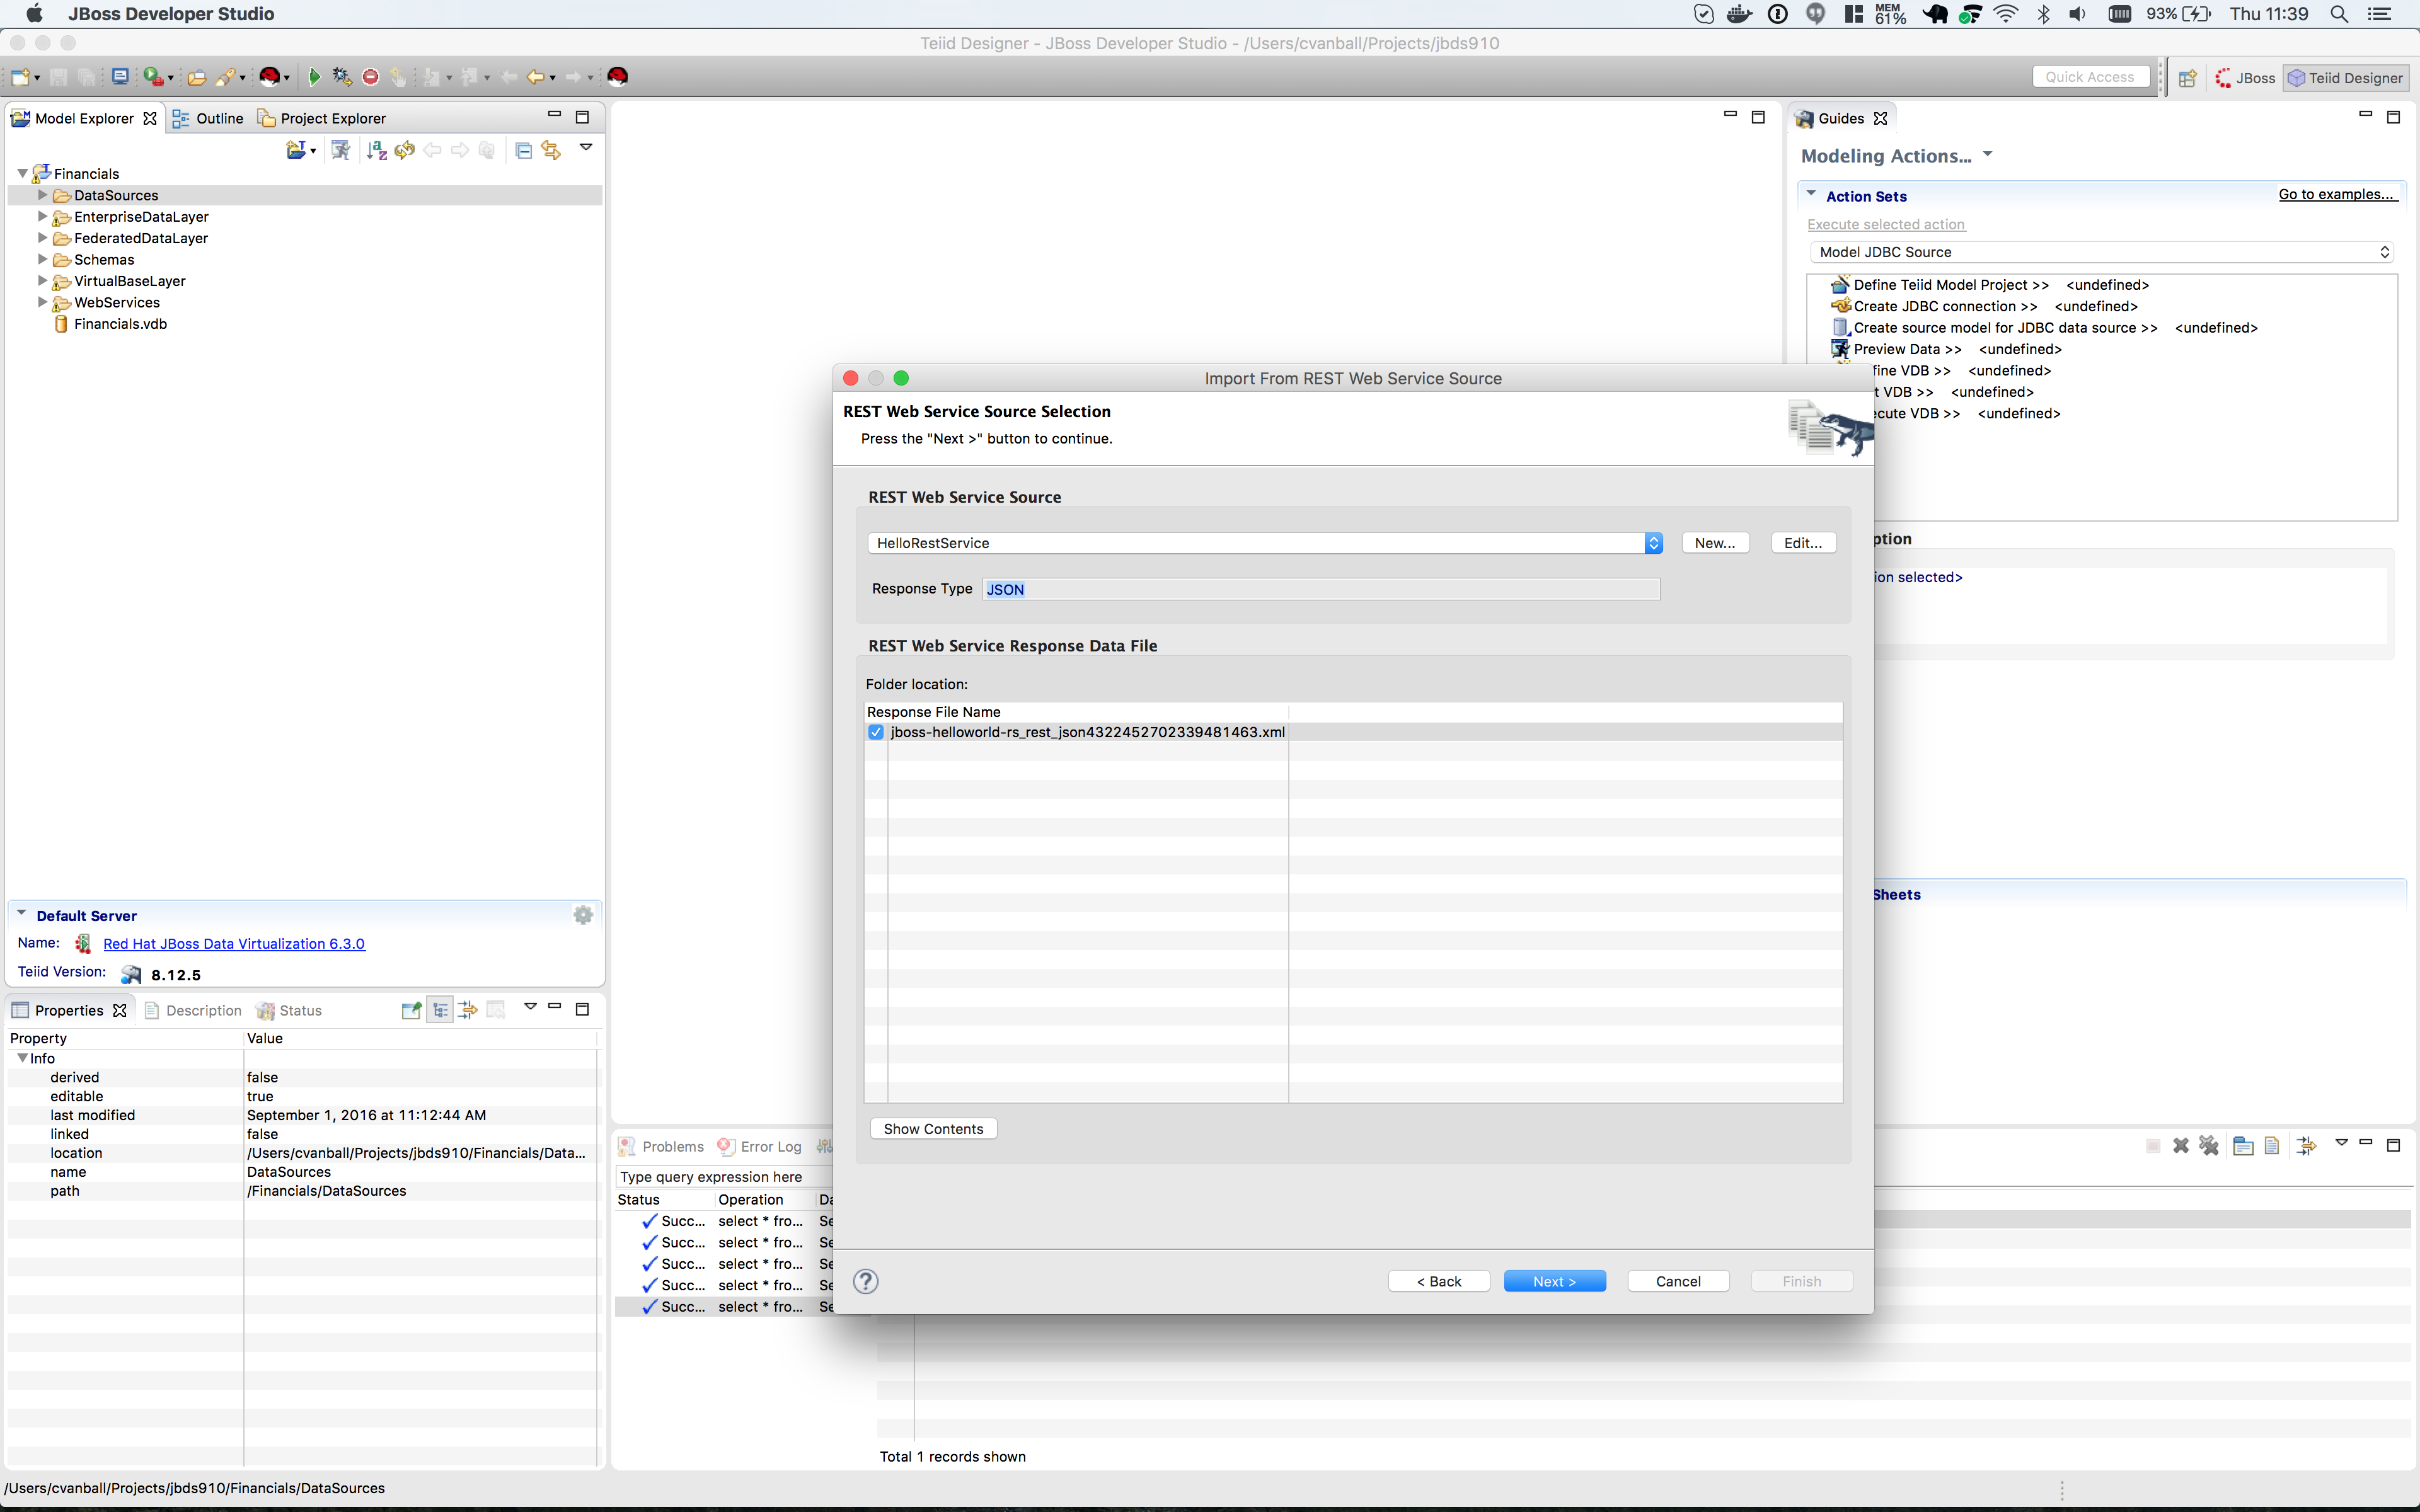 JBoss Developer Studio
MEM 61%
93%
Thu 11:39
Teiid Designer - JBoss Developer Studio - /Users/cvanball/Projects/jbds910
Quick Access
JBoss
Teiid Designer
Model Explorer
Outline
Project Explorer
Financials
DataSources
EnterpriseDataLayer
FederatedDataLayer
Schemas
VirtualBaseLayer
WebServices
Financials.vdb
Default Server
Name: Red Hat JBoss Data Virtualization 6.3.0
Teiid Version: 8.12.5
Properties
Description
Status
Property Value
Info
derived false
editable true
last modified September 1, 2016 at 11:12:44 AM
linked false
location /Users/cvanball/Projects/jbds910/Financials/Data...
name DataSources
path /Financials/DataSources
/Users/cvanball/Projects/jbds910/Financials/DataSources
Guides
Modeling Actions...
Action Sets
Go to examples...
Execute selected action
Model JDBC Source
Define Teiid Model Project >> <undefined>
Create JDBC connection >> <undefined>
Create source model for JDBC data source >> <undefined>
Preview Data >> <undefined>
fine VDB >> <undefined>
t VDB >> <undefined>
cute VDB >> <undefined>
ption
ion selected>
Sheets
Import From REST Web Service Source
REST Web Service Source Selection
Press the "Next >" button to continue.
REST Web Service Source
HelloRestService
New...
Edit...
Response Type JSON
REST Web Service Response Data File
Folder location:
Response File Name
jboss-helloworld-rs_rest_json4322452702339481463.xml
Show Contents
< Back
Next >
Cancel
Finish
Problems
Error Log
Type query expression here
Status Operation Da
Succ... select * fro... Se
Succ... select * fro... Se
Succ... select * fro... Se
Succ... select * fro... Se
Succ... select * fro... Se
Total 1 records shown